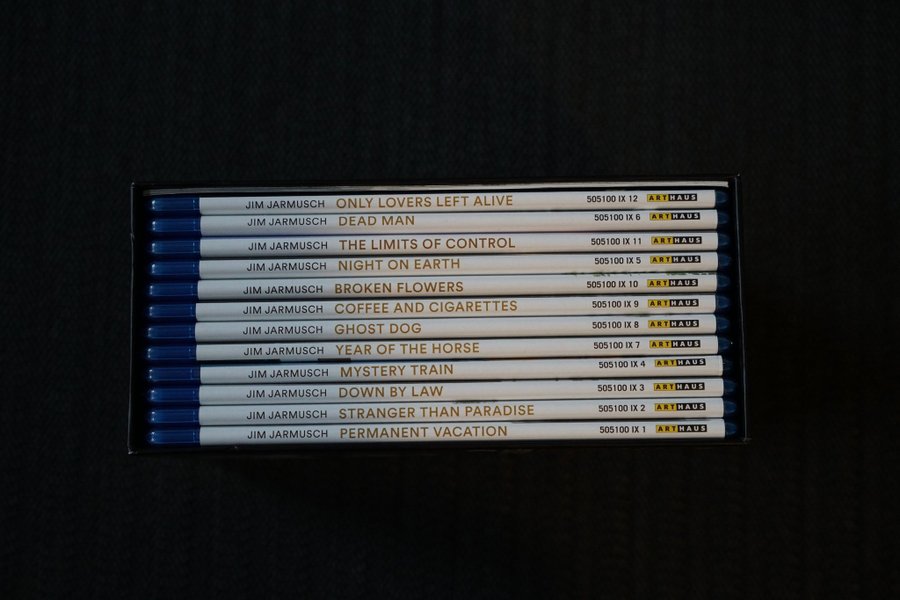 JIM JARMUSCH ONLY LOVERS LEFT ALIVE 505100 IX 12 ARTHAUS
JIM JARMUSCH DEAD MAN 505100 IX 6 ARTHAUS
JIM JARMUSCH THE LIMITS OF CONTROL 505100 IX 11 ARTHAUS
JIM JARMUSCH NIGHT ON EARTH 505100 IX 5 ARTHAUS
JIM JARMUSCH BROKEN FLOWERS 505100 IX 10 ARTHAUS
JIM JARMUSCH COFFEE AND CIGARETTES 505100 IX 9 ARTHAUS
JIM JARMUSCH GHOST DOG 505100 IX 8 ARTHAUS
JIM JARMUSCH YEAR OF THE HORSE 505100 IX 7 ARTHAUS
JIM JARMUSCH MYSTERY TRAIN 505100 IX 4 ARTHAUS
JIM JARMUSCH DOWN BY LAW 505100 IX 3 ARTHAUS
JIM JARMUSCH STRANGER THAN PARADISE 505100 IX 2 ARTHAUS
JIM JARMUSCH PERMANENT VACATION 505100 IX 1 ARTHAUS